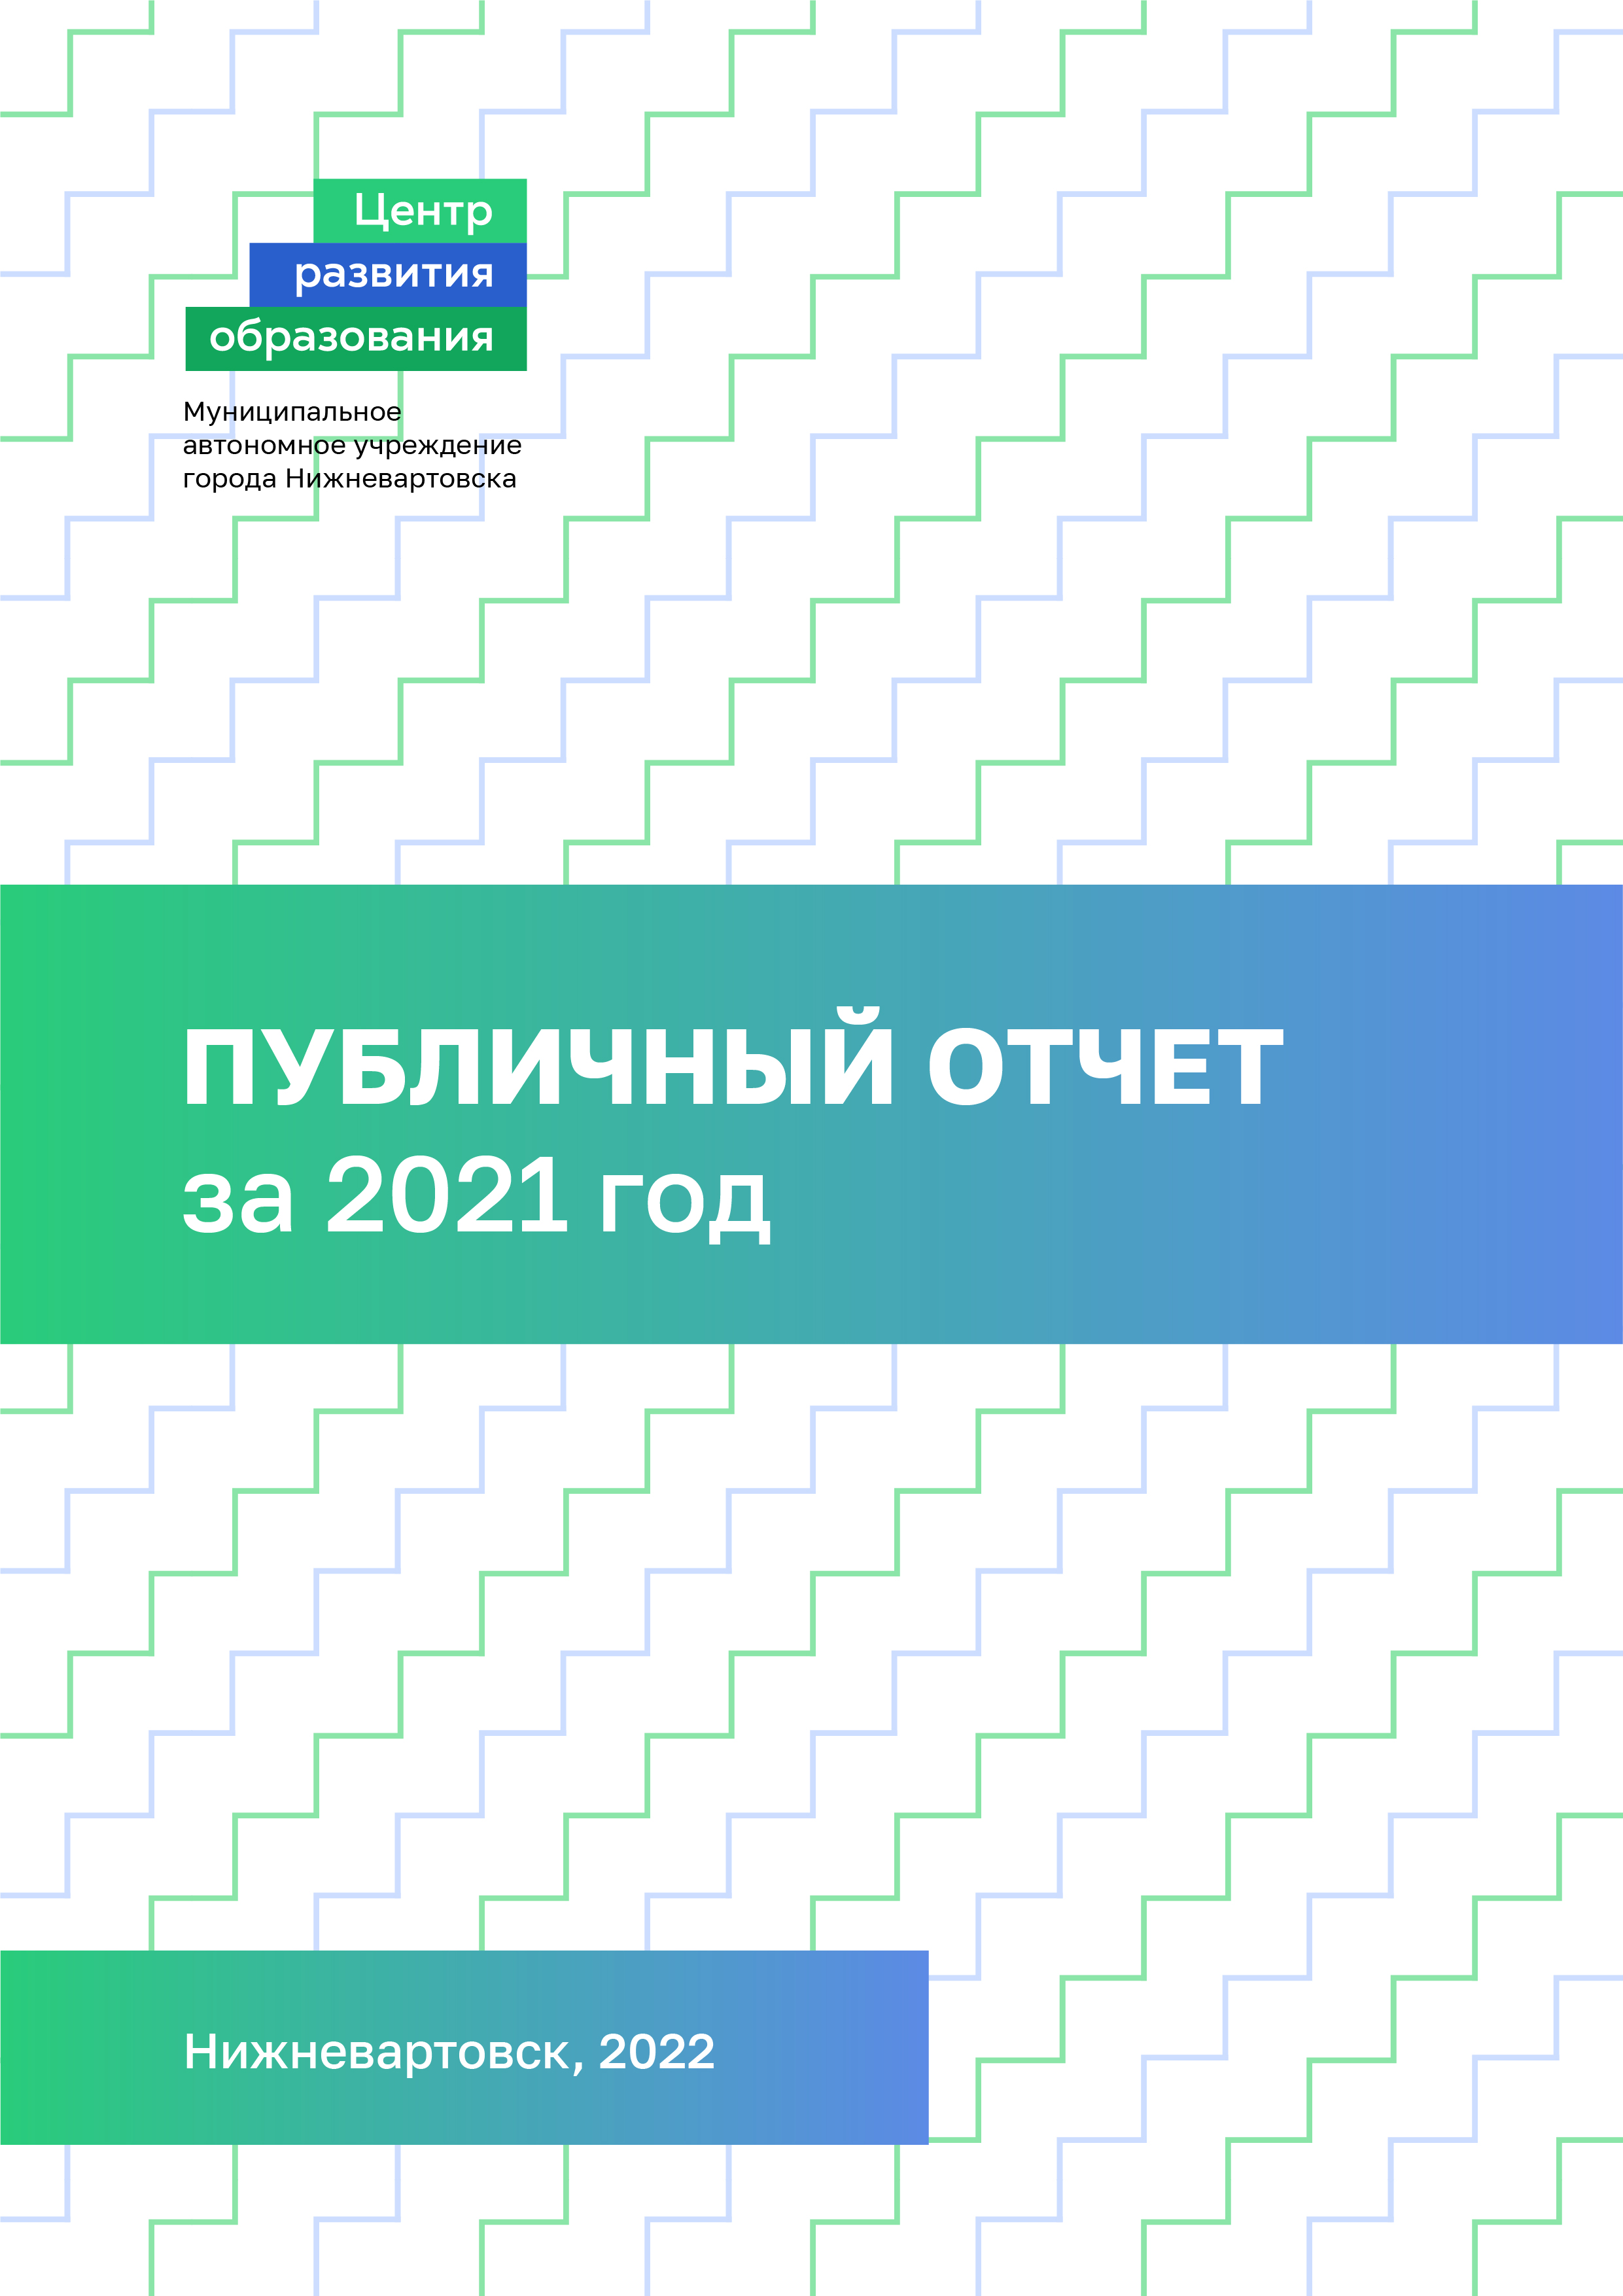 Центр
развития
образования
Муниципальное
автономное учреждение
города Нижневартовска
ПУБЛИЧНЫЙ ОТЧЕТ
за 2021 год
Нижневартовск, 2022